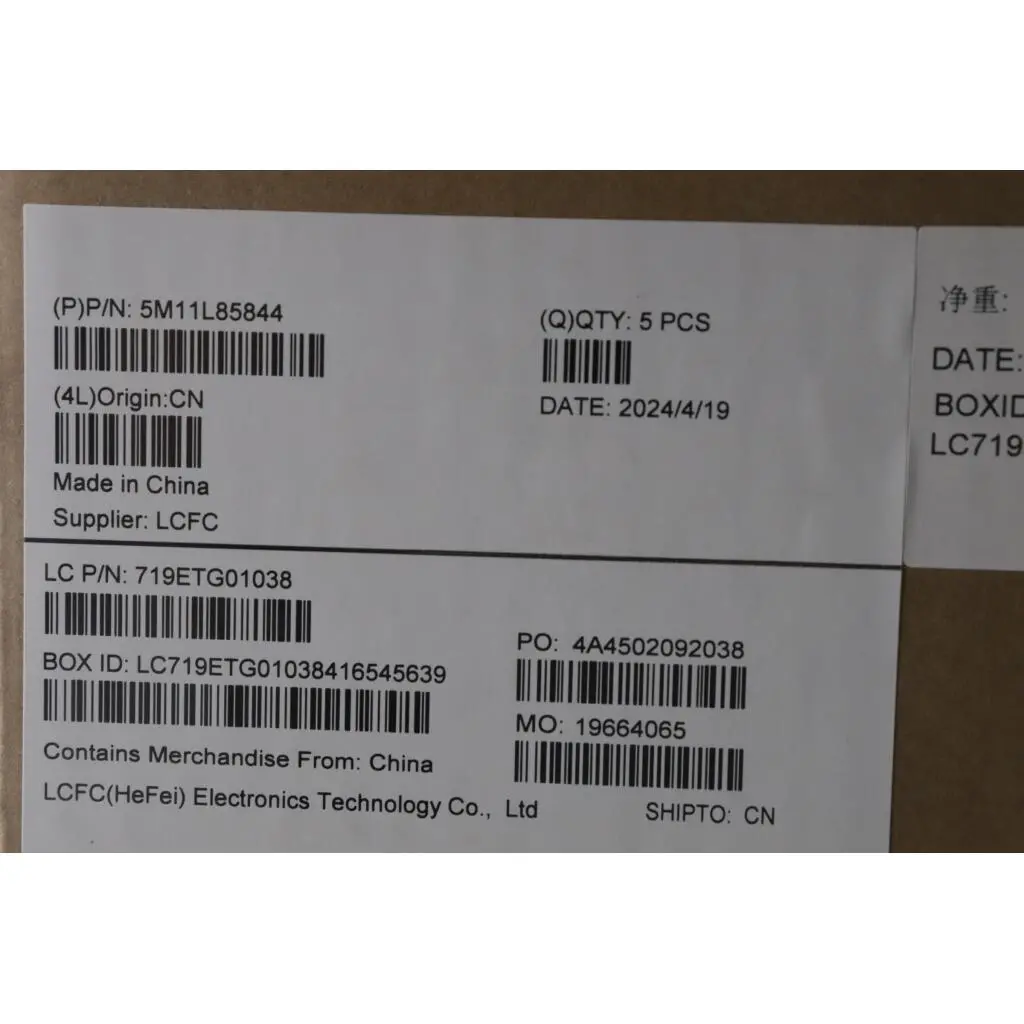 (P)P/N: 5M11L85844
(Q)QTY: 5 PCS
(4L)Origin:CN
DATE: 2024/4/19
Made in China
Supplier: LCFC
LC P/N: 719ETG01038
PO: 4A4502092038
BOX ID: LC719ETG01038416545639
MO: 19664065
Contains Merchandise From: China
LCFC(HeFei) Electronics Technology Co., Ltd
SHIPTO: CN
净重:
DATE:
BOXID
LC719